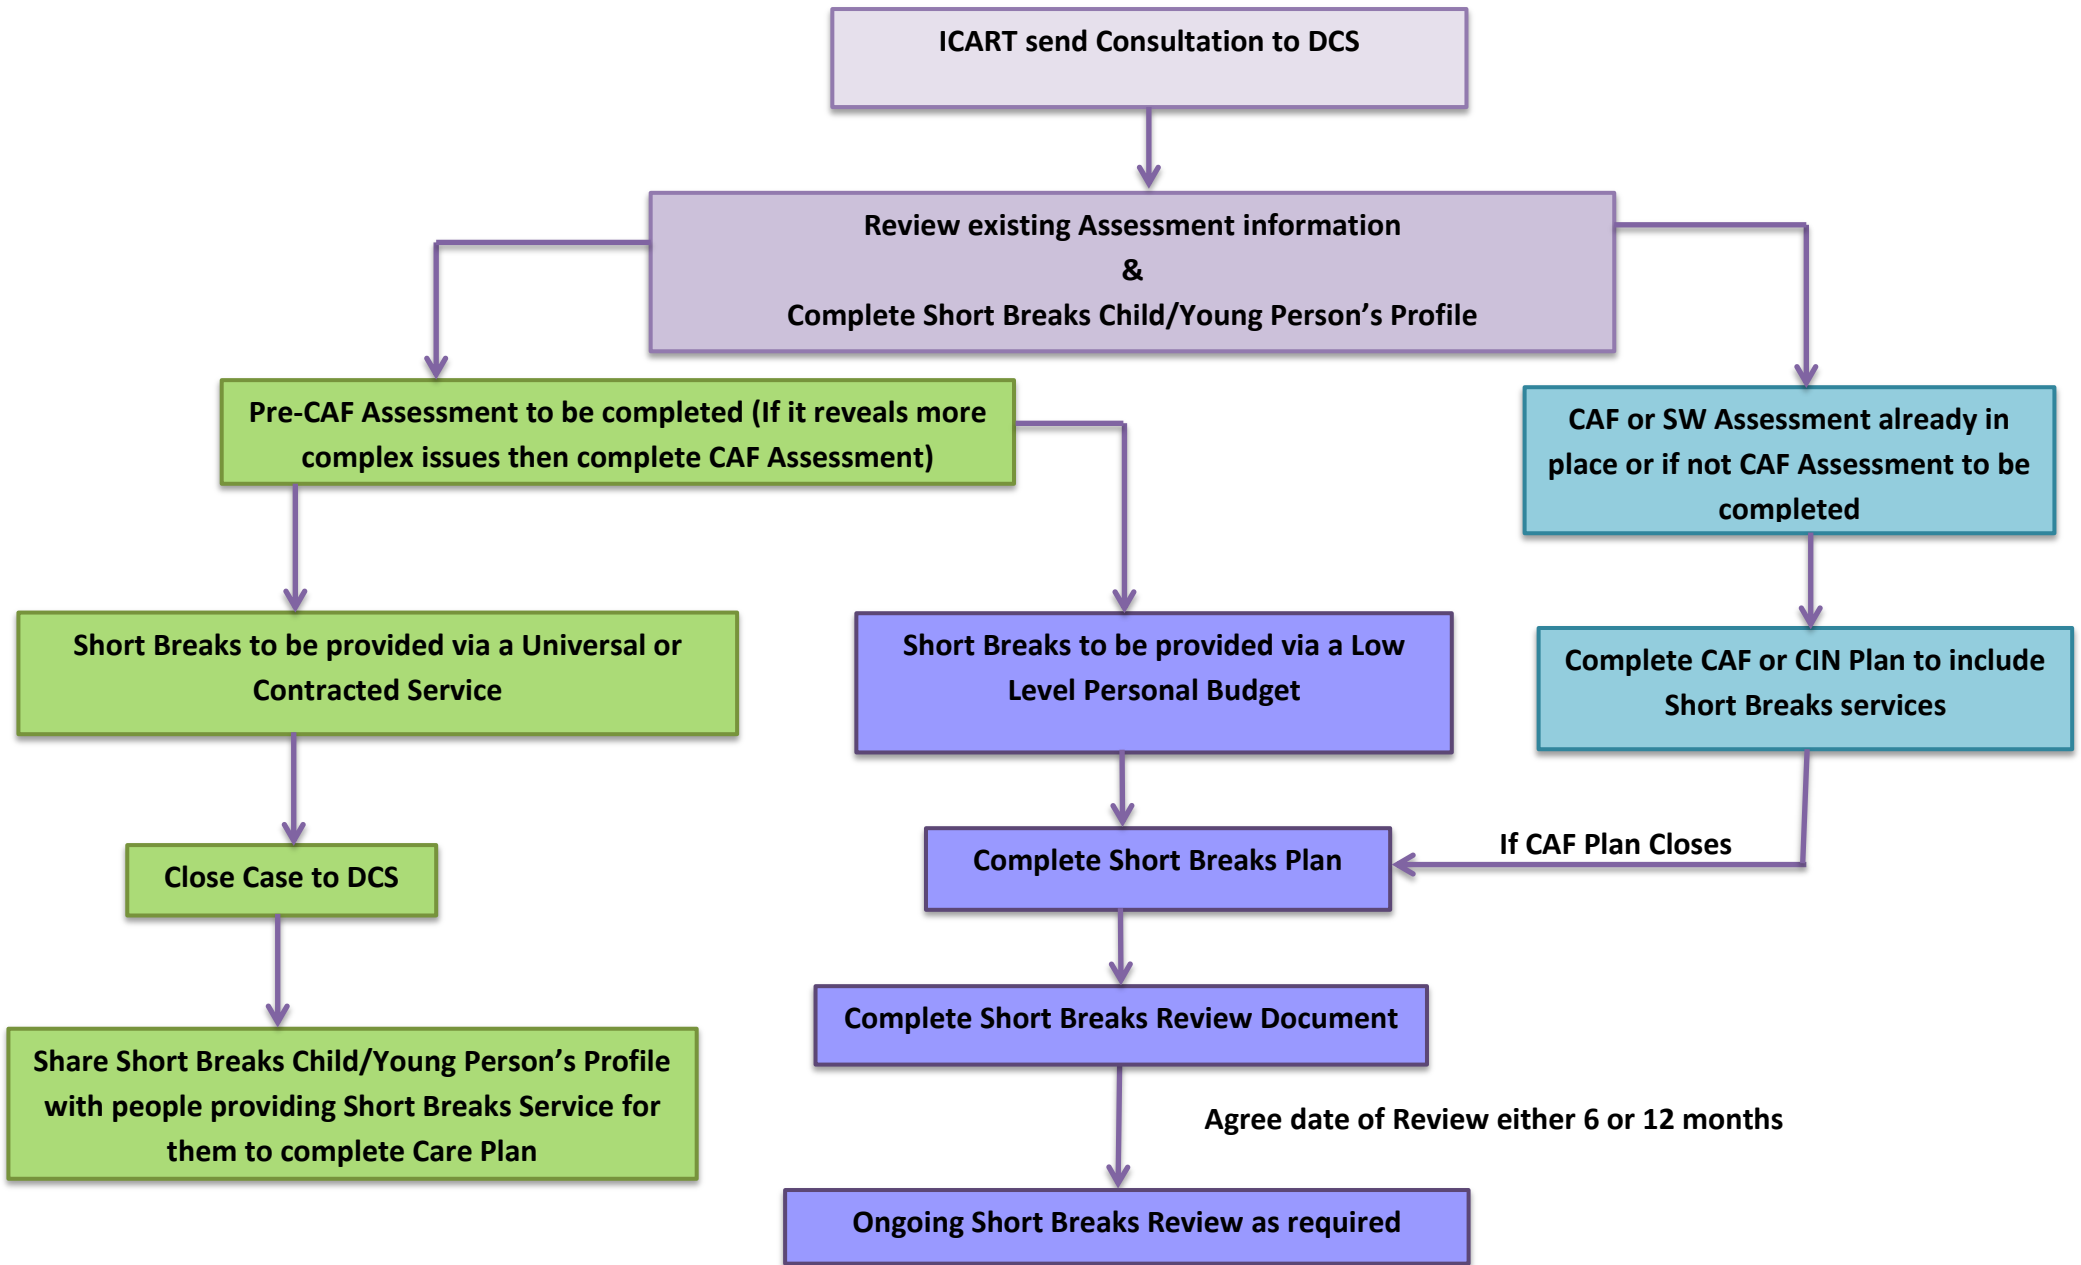 ICART send Consultation to DCS
Review existing Assessment information
&
Complete Short Breaks Child/Young Person’s Profile
Pre-CAF Assessment to be completed (If it reveals more
complex issues then complete CAF Assessment)
CAF or SW Assessment already in
place or if not CAF Assessment to be
completed
Short Breaks to be provided via a Universal or
Contracted Service
Short Breaks to be provided via a Low
Level Personal Budget
Complete CAF or CIN Plan to include
Short Breaks services
Close Case to DCS
Complete Short Breaks Plan
If CAF Plan Closes
Share Short Breaks Child/Young Person’s Profile
with people providing Short Breaks Service for
them to complete Care Plan
Complete Short Breaks Review Document
Agree date of Review either 6 or 12 months
Ongoing Short Breaks Review as required